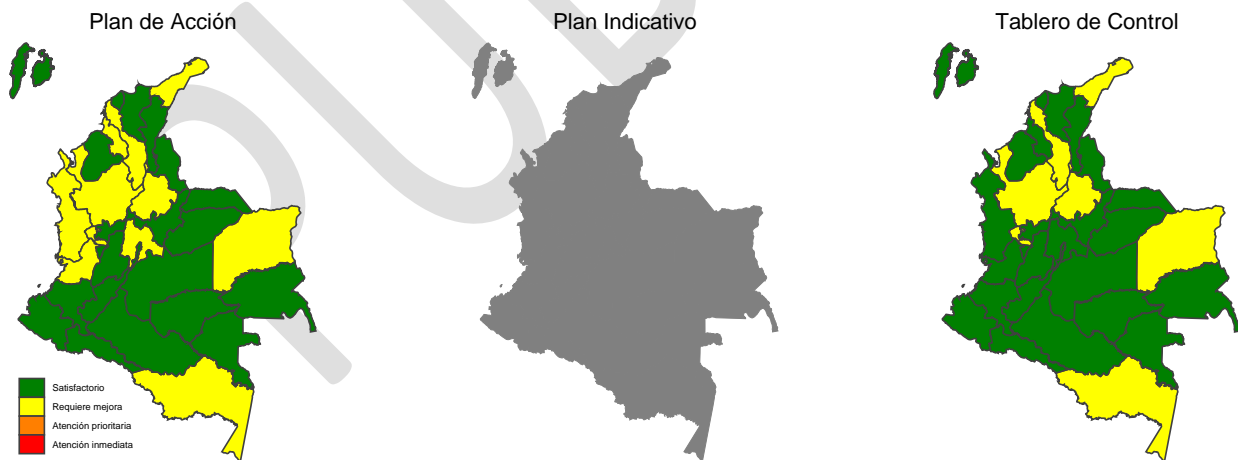 Plan de Acción
Plan Indicativo
Tablero de Control
Satisfactorio
Requiere mejora
Atención prioritaria
Atención inmediata